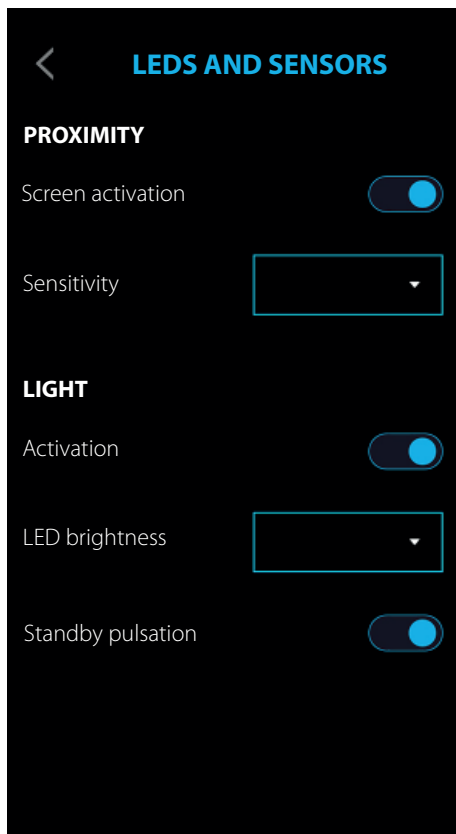 LEDS AND SENSORS
PROXIMITY
Screen activation
Sensitivity
LIGHT
Activation
LED brightness
Standby pulsation